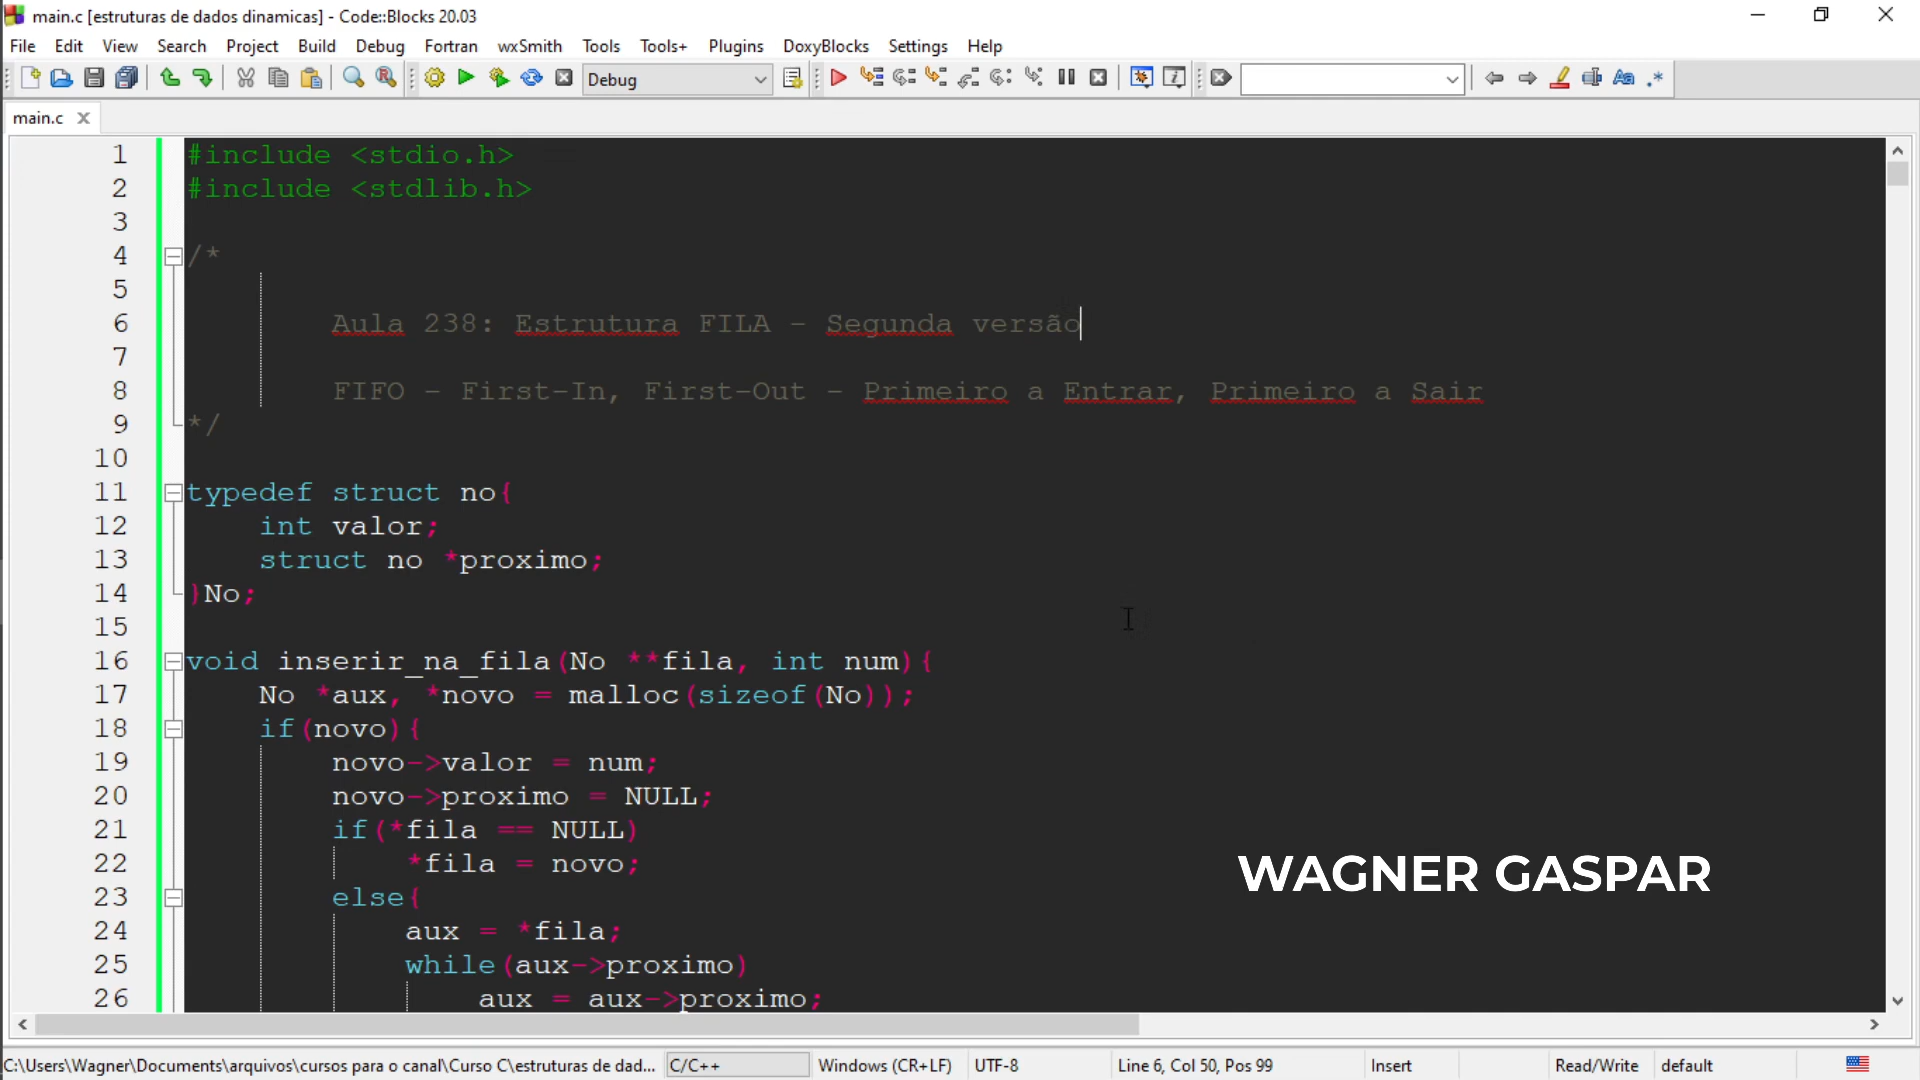 main.c [estruturas de dados dinamicas] - Code::Blocks 20.03
File Edit View Search Project Build Debug Fortran wxSmith Tools Tools+ Plugins DoxyBlocks Settings Help
Debug
main.c
1 #include <stdio.h>
2 #include <stdlib.h>
3
4 /*
5
6 Aula 238: Estrutura FILA - Segunda versão
7
8 FIFO - First-In, First-Out - Primeiro a Entrar, Primeiro a Sair
9 */
10
11 typedef struct no{
12 int valor;
13 struct no *proximo;
14 }No;
15
16 void inserir_na_fila(No **fila, int num){
17 No *aux, *novo = malloc(sizeof(No));
18 if(novo){
19 novo->valor = num;
20 novo->proximo = NULL;
21 if(*fila == NULL)
22 *fila = novo;
23 else{
24 aux = *fila;
25 while(aux->proximo)
26 aux = aux->proximo;
WAGNER GASPAR
C:\Users\Wagner\Documents\arquivos\cursos para o canal\Curso C\estruturas de dad... C/C++ Windows (CR+LF) UTF-8 Line 6, Col 50, Pos 99 Insert Read/Write default